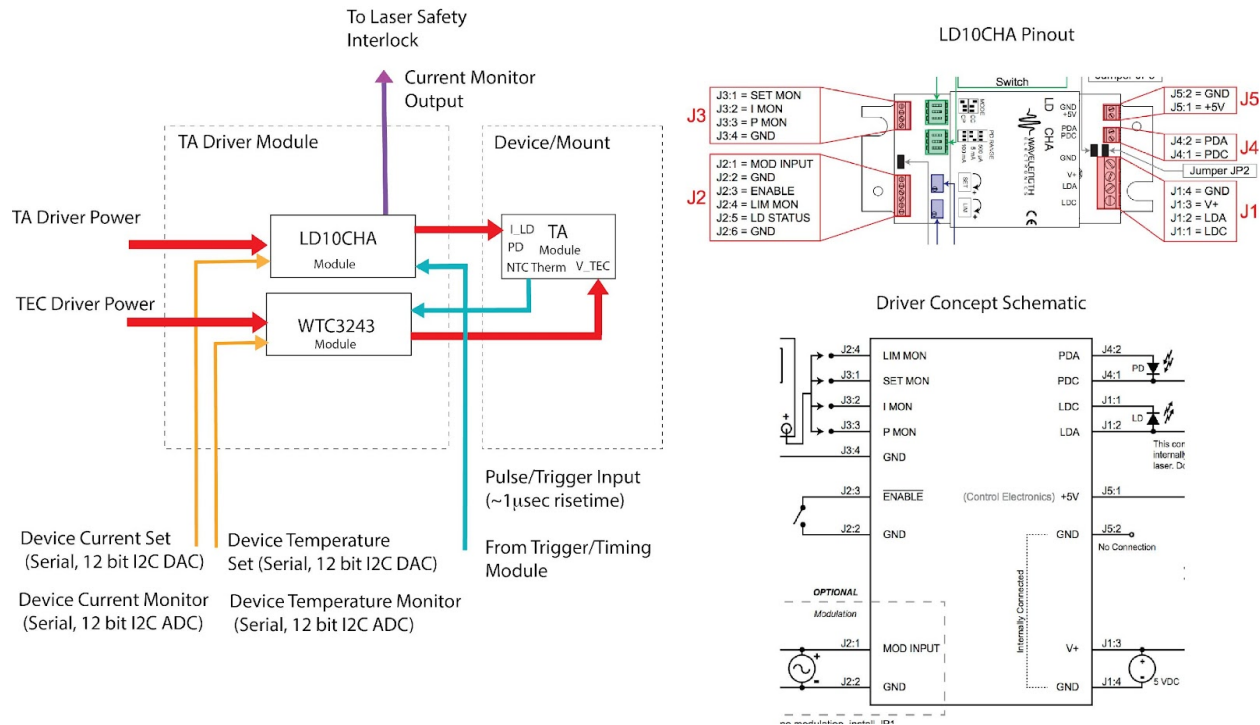 To Laser Safety
Interlock
Current Monitor
Output
TA Driver Module
Device/Mount
TA Driver Power
LD10CHA
Module
I_LD
TA
PD
Module
NTC Therm
V_TEC
TEC Driver Power
WTC3243
Module
Pulse/Trigger Input
(~1μsec risetime)
From Trigger/Timing
Module
Device Current Set
(Serial, 12 bit I2C DAC)
Device Temperature
Set (Serial, 12 bit I2C DAC)
Device Current Monitor
(Serial, 12 bit I2C ADC)
Device Temperature Monitor
(Serial, 12 bit I2C ADC)
LD10CHA Pinout
Switch
J3
J3:1 = SET MON
J3:2 = I MON
J3:3 = P MON
J3:4 = GND
J2
J2:1 = MOD INPUT
J2:2 = GND
J2:3 = ENABLE
J2:4 = LIM MON
J2:5 = LD STATUS
J2:6 = GND
MODE
CC
CP
PD RANGE
SET
LIM
LD
CHA
WAVELENGTH
CE
GND
+5V
PDA
PDC
GND
V+
LDA
LDC
J5:2 = GND
J5:1 = +5V
J5
J4:2 = PDA
J4:1 = PDC
J4
Jumper JP2
J1:4 = GND
J1:3 = V+
J1:2 = LDA
J1:1 = LDC
J1
Driver Concept Schematic
J2:4
LIM MON
J3:1
SET MON
J3:2
I MON
J3:3
P MON
J3:4
GND
J2:3
ENABLE
J2:2
GND
OPTIONAL
Modulation
J2:1
MOD INPUT
J2:2
GND
PDA
J4:2
PD
PDC
J4:1
LDC
J1:1
LD
LDA
J1:2
This con
internally
laser. Do
(Control Electronics)
+5V
J5:1
GND
J5:2
No Connection
Internally Connected
V+
J1:3
5 VDC
GND
J1:4